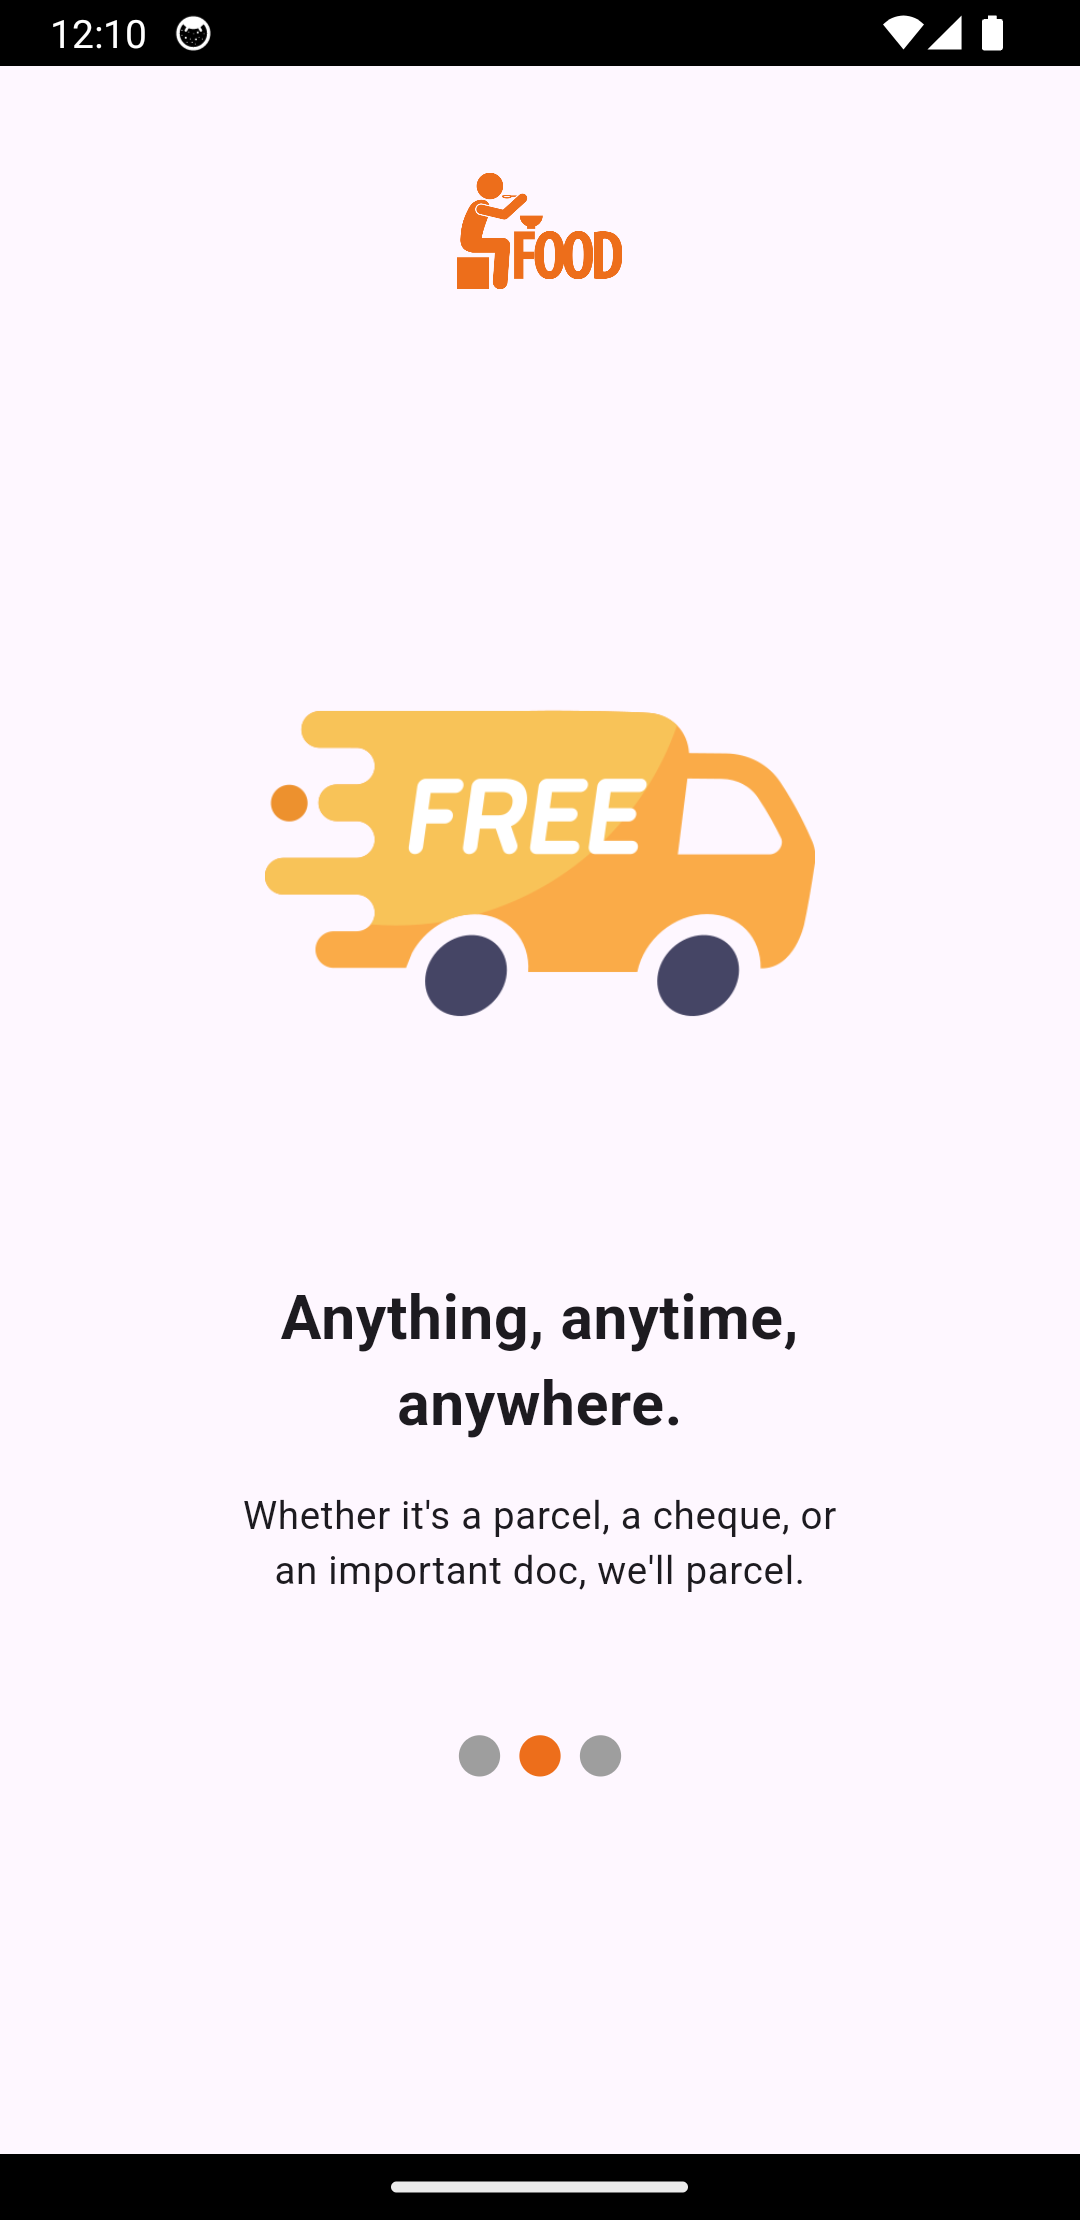 12:10
FOOD
FREE
Anything, anytime,
anywhere.
Whether it's a parcel, a cheque, or
an important doc, we'll parcel.